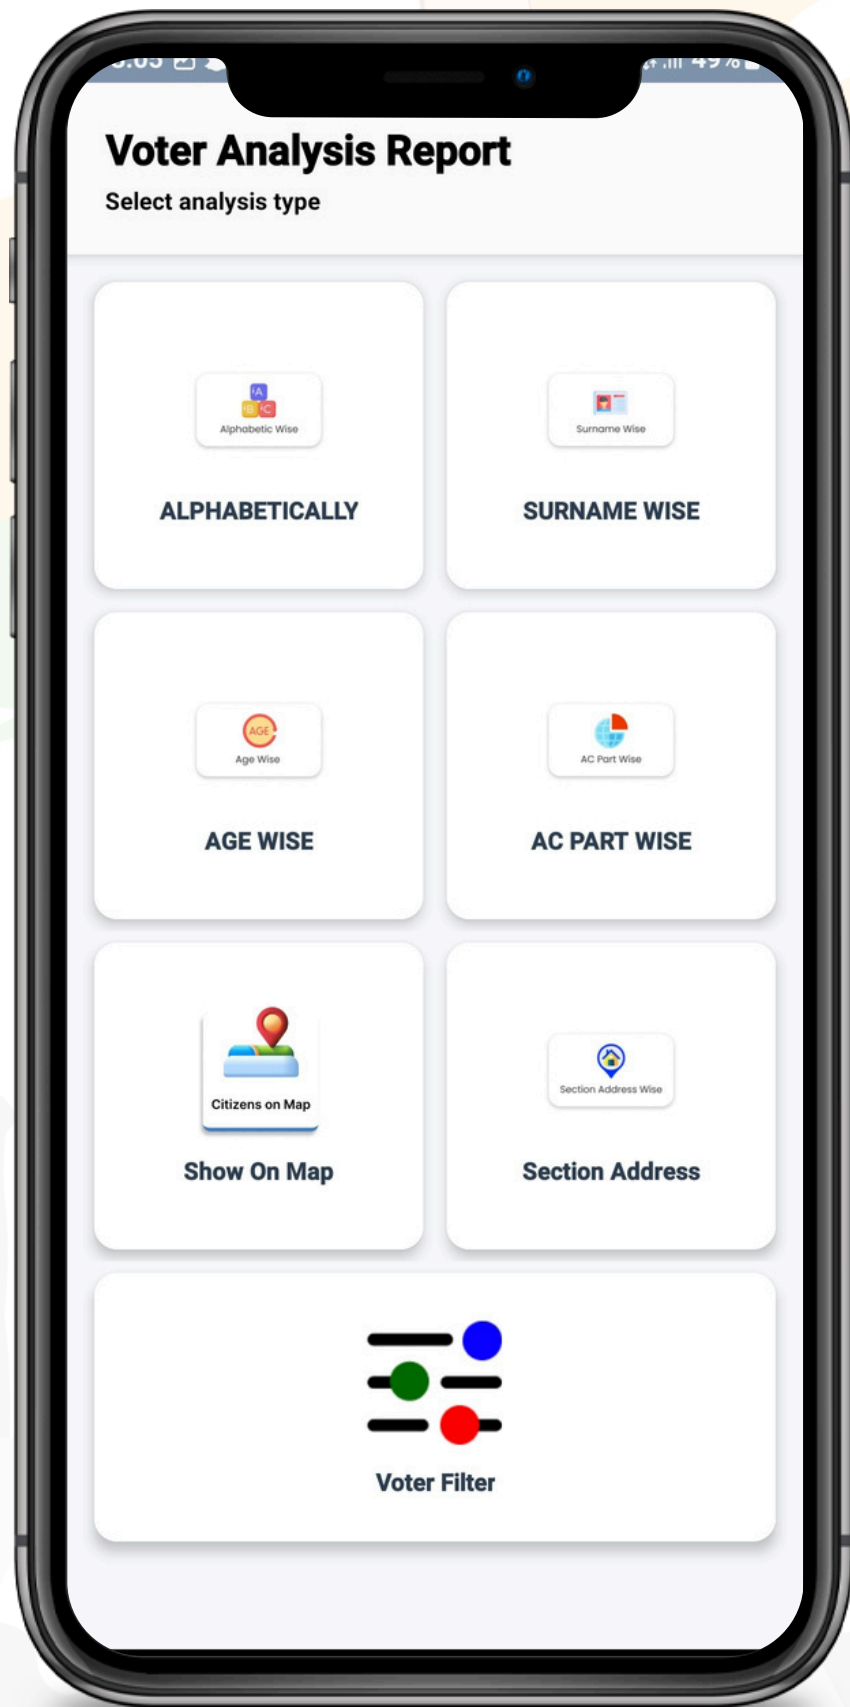 49%
Voter Analysis Report
Select analysis type
A
B C
Alphabetic Wise
ALPHABETICALLY
Surname Wise
SURNAME WISE
AGE
Age Wise
AGE WISE
AC Part Wise
AC PART WISE
Citizens on Map
Show On Map
Section Address Wise
Section Address
Voter Filter